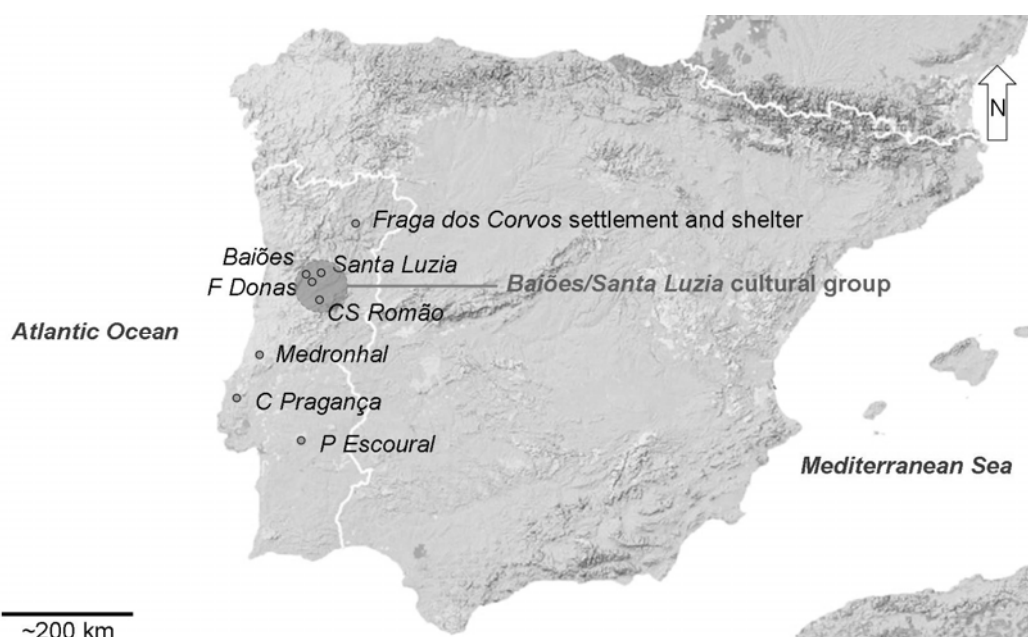 N
Fraga dos Corvos settlement and shelter
Baiões
Santa Luzia
F Donas
Baiões/Santa Luzia cultural group
CS Romão
Atlantic Ocean
Medronhal
C Pragança
P Escoural
Mediterranean Sea
~200 km